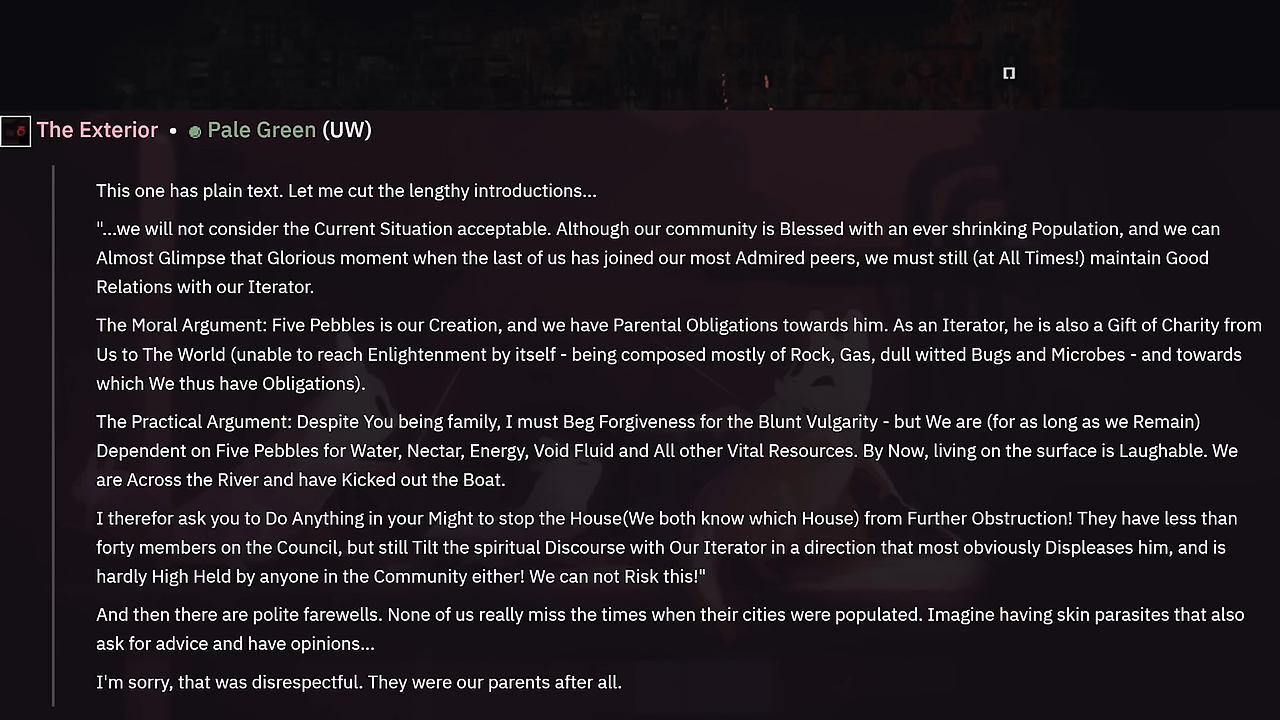 The Exterior • Pale Green (UW)
This one has plain text. Let me cut the lengthy introductions...
"...we will not consider the Current Situation acceptable. Although our community is Blessed with an ever shrinking Population, and we can
Almost Glimpse that Glorious moment when the last of us has joined our most Admired peers, we must still (at All Times!) maintain Good
Relations with our Iterator.
The Moral Argument: Five Pebbles is our Creation, and we have Parental Obligations towards him. As an Iterator, he is also a Gift of Charity from
Us to The World (unable to reach Enlightenment by itself - being composed mostly of Rock, Gas, dull witted Bugs and Microbes - and towards
which We thus have Obligations).
The Practical Argument: Despite You being family, I must Beg Forgiveness for the Blunt Vulgarity - but We are (for as long as we Remain)
Dependent on Five Pebbles for Water, Nectar, Energy, Void Fluid and All other Vital Resources. By Now, living on the surface is Laughable. We
are Across the River and have Kicked out the Boat.
I therefor ask you to Do Anything in your Might to stop the House(We both know which House) from Further Obstruction! They have less than
forty members on the Council, but still Tilt the spiritual Discourse with Our Iterator in a direction that most obviously Displeases him, and is
hardly High Held by anyone in the Community either! We can not Risk this!"
And then there are polite farewells. None of us really miss the times when their cities were populated. Imagine having skin parasites that also
ask for advice and have opinions...
I'm sorry, that was disrespectful. They were our parents after all.